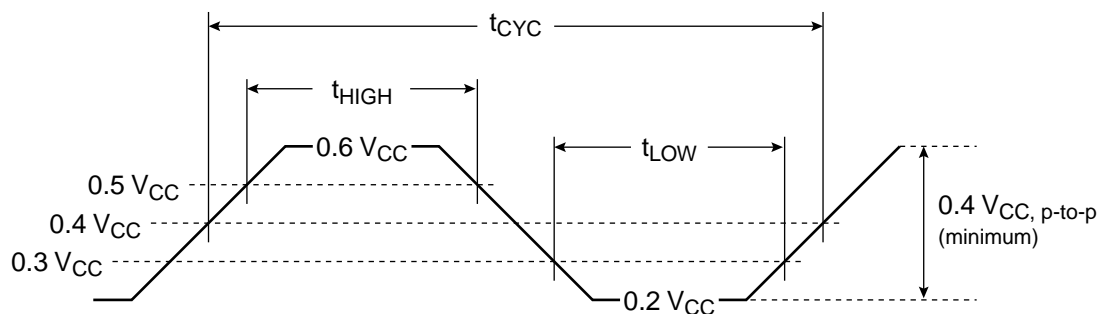 tCYC
tHIGH
0.6 VCC
tLOW
0.5 VCC
0.4 VCC
0.3 VCC
0.2 VCC
0.4 VCC, p-to-p
(minimum)